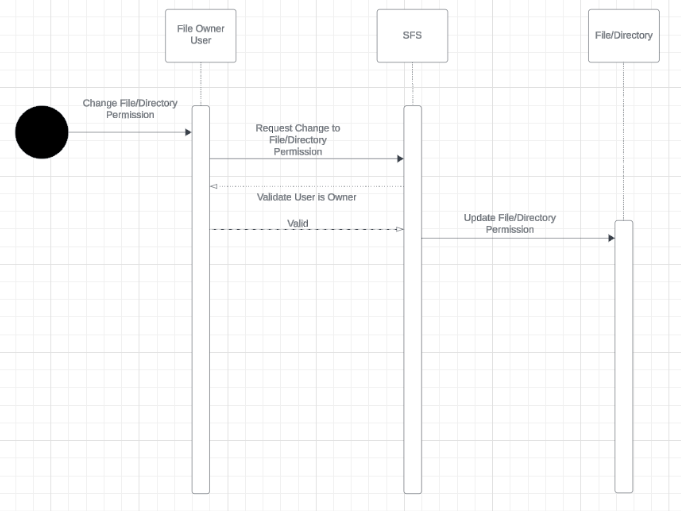 File Owner
User
SFS
File/Directory
Change File/Directory
Permission
Request Change to
File/Directory
Permission
Validate User is Owner
Valid
Update File/Directory
Permission